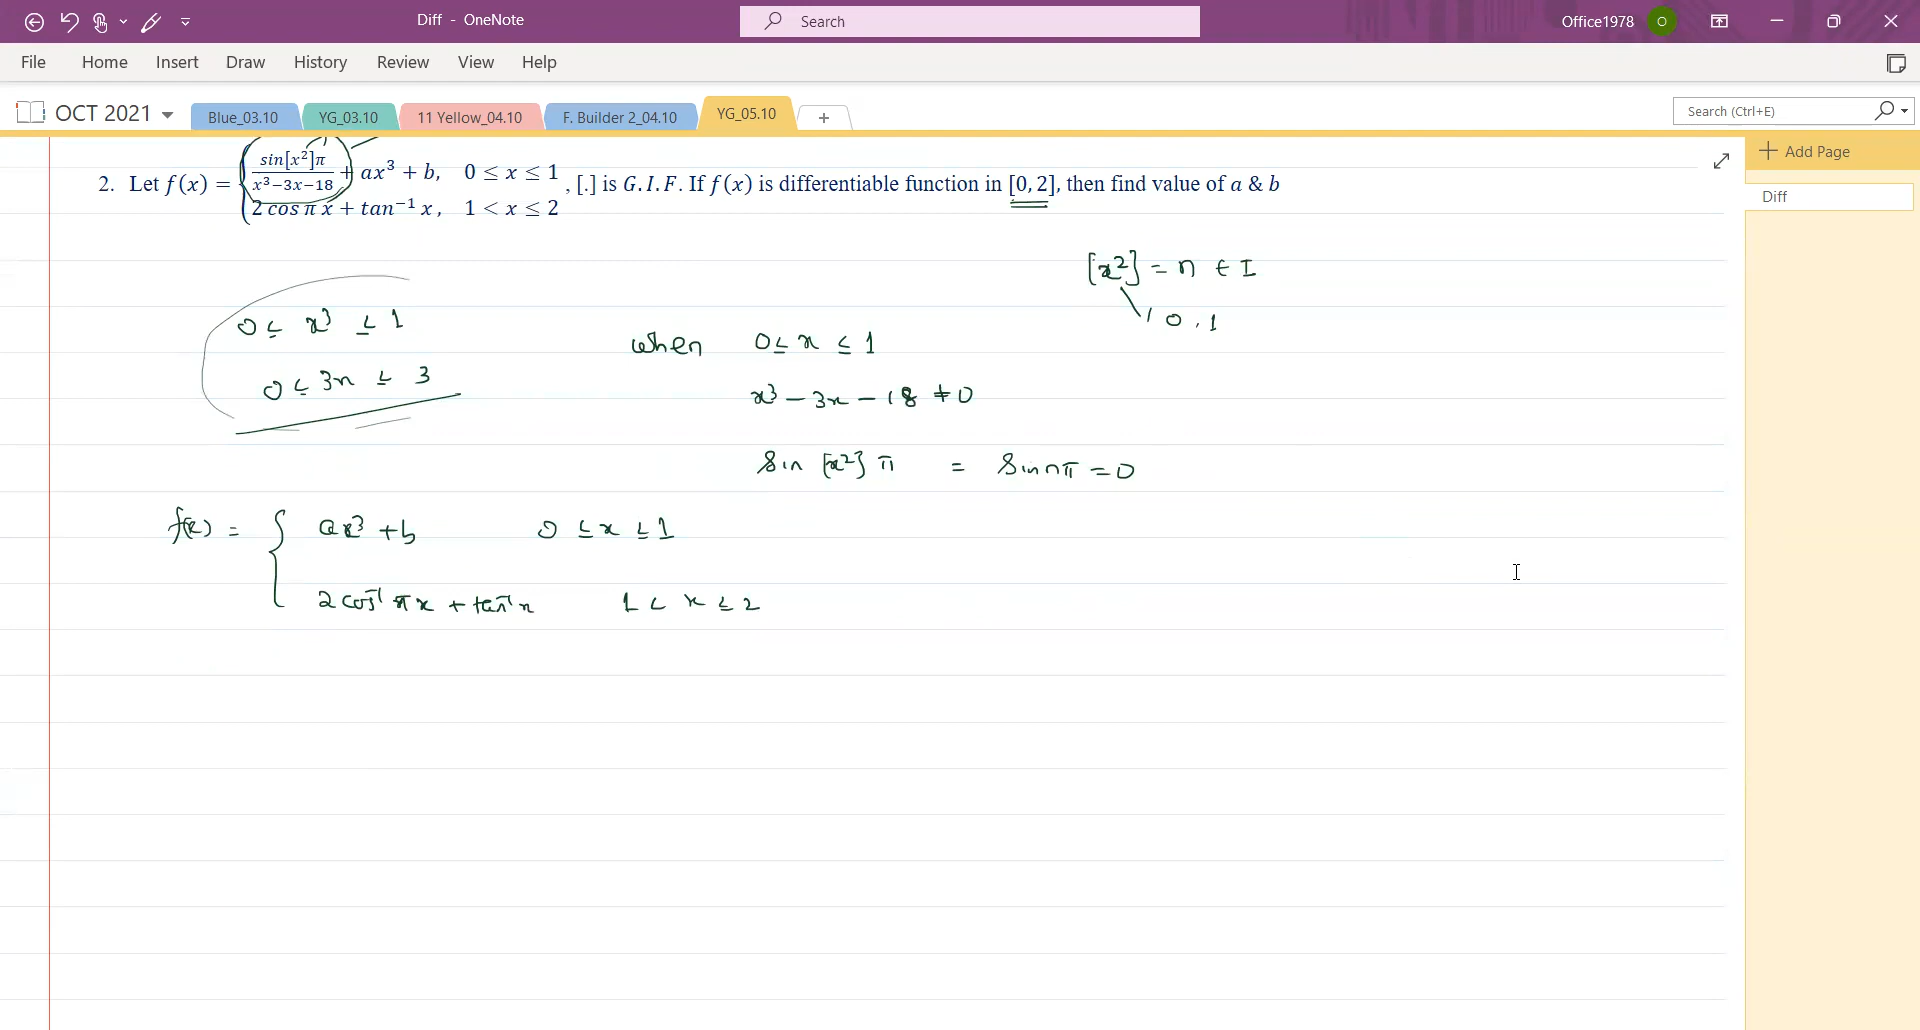 Diff - OneNote
Search
Office1978
O
File Home Insert Draw History Review View Help
OCT 2021
Blue_03.10
YG_03.10
11 Yellow_04.10
F. Builder 2_04.10
YG_05.10
+
Search (Ctrl+E)
Add Page
Diff
2. Let f(x) = { sin[x²]π / x³−3x−18 + ax³ + b, 0 ≤ x ≤ 1
2 cos π x + tan⁻¹ x, 1 < x ≤ 2
, [.] is G.I.F. If f(x) is differentiable function in [0, 2], then find value of a & b
[x²] = n ∈ I
0, 1
0 ≤ x³ ≤ 1
0 ≤ 3x ≤ 3
when 0 ≤ x ≤ 1
x³ − 3x − 18 ≠ 0
Sin [x²] π = Sin nπ = 0
f(x) = { ax³ + b 0 ≤ x ≤ 1
2 cos⁻¹ πx + tan⁻¹ x 1 < x ≤ 2